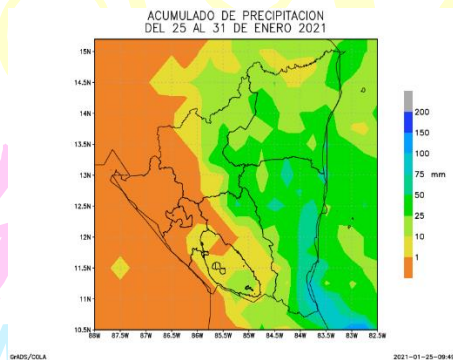 ACUMULADO DE PRECIPITACION
DEL 25 AL 31 DE ENERO 2021
15N
14.5N
14N
13.5N
13N
12.5N
12N
11.5N
11N
10.5N
88W 87.5W 87W 86.5W 86W 85.5W 85W 84.5W 84W 83.5W 83W 82.5W
200
150
100
75 mm
50
25
10
1
GrADS/COLA
2021-01-25-09:49